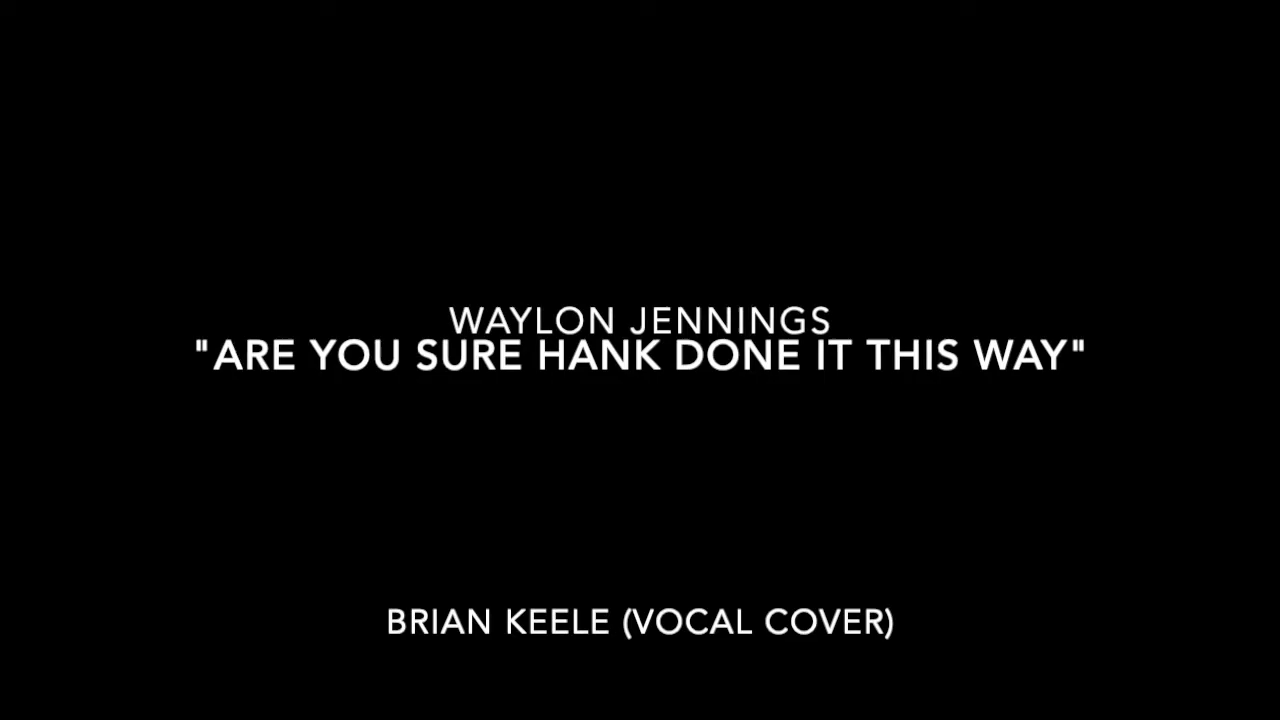 WAYLON JENNINGS
"ARE YOU SURE HANK DONE IT THIS WAY"
BRIAN KEELE (VOCAL COVER)